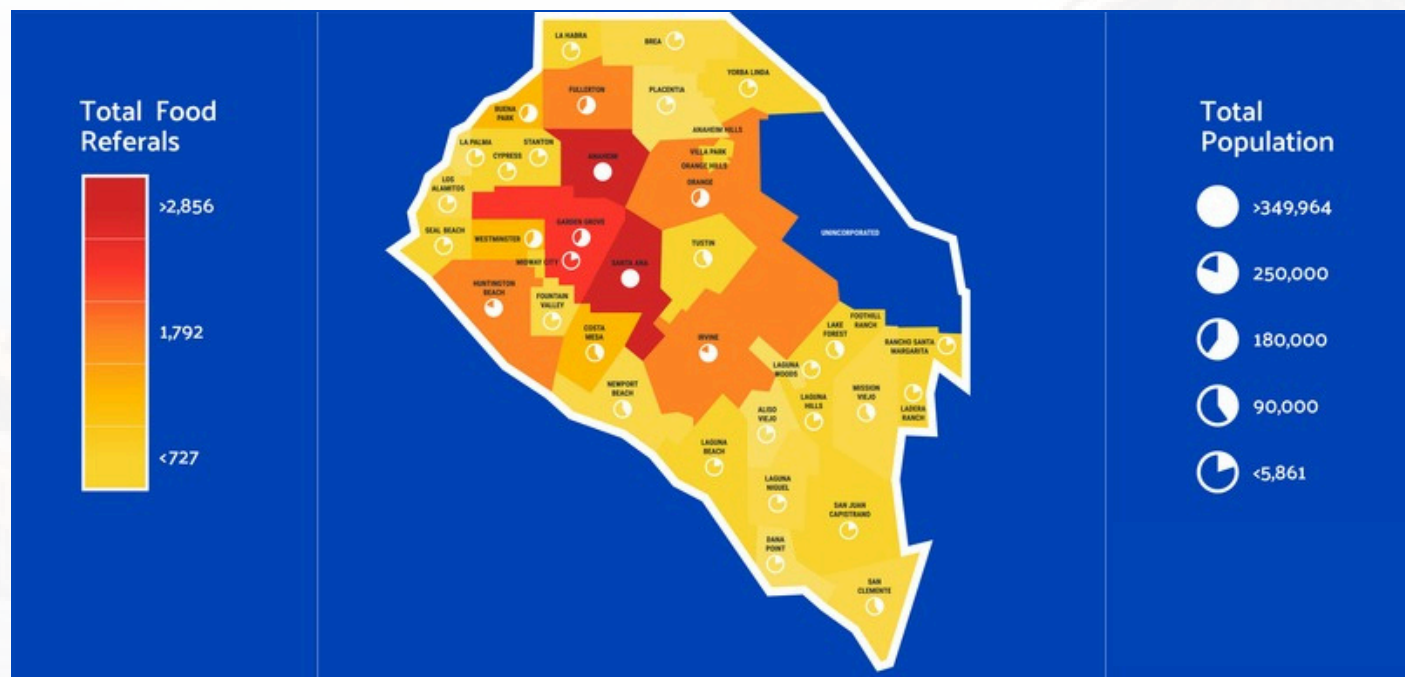 Total Food
Referals
>2,856
1,792
<727
LA HABRA
BREA
YORBA LINDA
FULLERTON
PLACENTIA
BUENA
PARK
ANAHEIM HILLS
LA PALMA
STANTON
CYPRESS
ANAHEIM
VILLA PARK
ORANGE HILLS
ORANGE
LOS
ALAMITOS
SEAL BEACH
WESTMINSTER
GARDEN GROVE
MIDWAY CITY
SANTA ANA
TUSTIN
UNINCORPORATED
HUNTINGTON
BEACH
FOUNTAIN
VALLEY
COSTA
MESA
IRVINE
LAKE
FOREST
FOOTHILL
RANCH
RANCHO SANTA
MARGARITA
LAGUNA
WOODS
NEWPORT
BEACH
ALISO
VIEJO
LAGUNA
HILLS
MISSION
VIEJO
LADERA
RANCH
LAGUNA
BEACH
LAGUNA
NIGUEL
SAN JUAN
CAPISTRANO
DANA
POINT
SAN
CLEMENTE
Total
Population
>349,964
250,000
180,000
90,000
<5,861